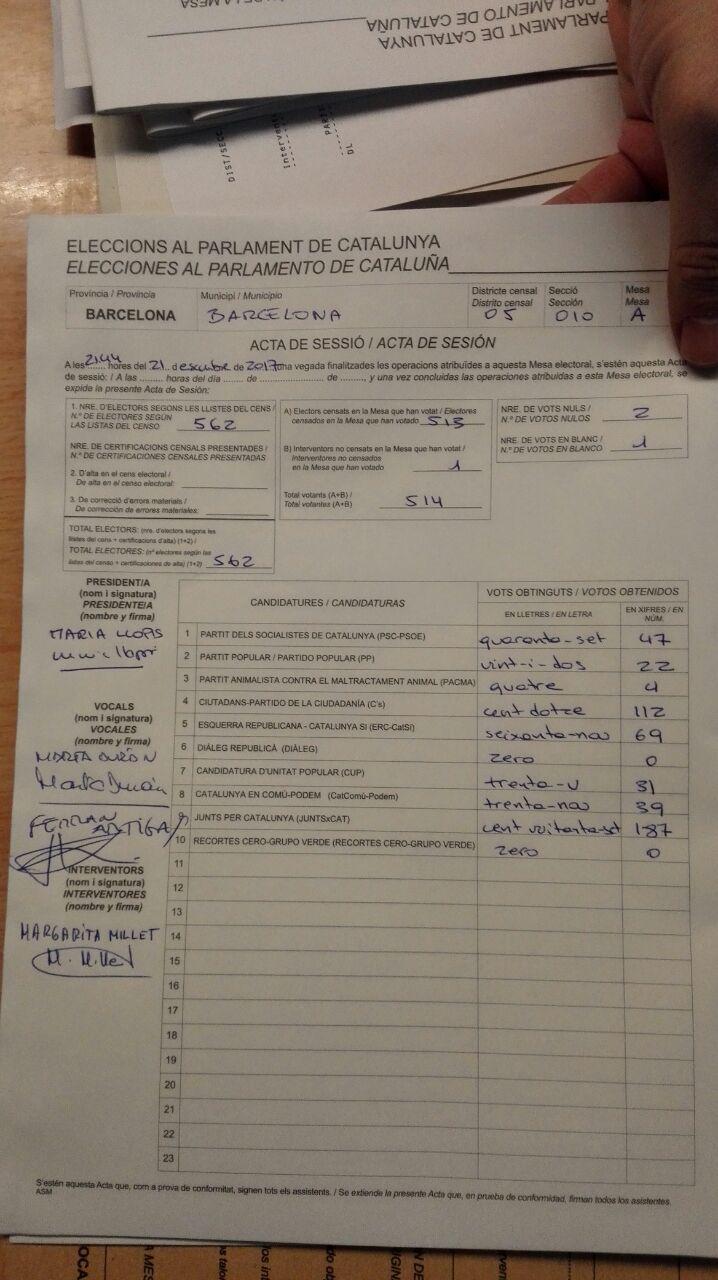 PARLAMENT DE CATALUNYA
PARLAMENTO DE CATALUÑA
DIST/SECC
Intervent
PARTI
DL
ELECCIONS AL PARLAMENT DE CATALUNYA
ELECCIONES AL PARLAMENTO DE CATALUÑA
Província / Provincia
Municipi / Municipio
Districte censal
Distrito censal
Secció
Sección
Mesa
Mesa
BARCELONA
BARCELONA
05
010
A
ACTA DE SESSIÓ / ACTA DE SESIÓN
A les 2144 hores del 21 desembre de 2017 una vegada finalitzades les operacions atribuïdes a aquesta Mesa electoral, s'estén aquesta Acta
de sessió: / A las ......... horas del día ....... de ....................... de ........, y una vez concluidas las operaciones atribuidas a esta Mesa electoral, se
expide la presente Acta de Sesión:
1. NRE. D'ELECTORS SEGONS LES LLISTES DEL CENS /
N.º DE ELECTORES SEGÚN
LAS LISTAS DEL CENSO 562
NRE. DE CERTIFICACIONS CENSALS PRESENTADES /
N.º DE CERTIFICACIONES CENSALES PRESENTADAS
2. D'alta en el cens electoral /
De alta en el censo electoral:
3. De correcció d'errors materials /
De corrección de errores materiales:
TOTAL ELECTORS: (nre. d'electors segons les
llistes del cens + certificacions d'alta) (1+2) /
TOTAL ELECTORES: (nº electores según las
listas del censo + certificaciones de alta) (1+2) 562
A) Electors censats en la Mesa que han votat / Electores
censados en la Mesa que han votado 513
B) Interventors no censats en la Mesa que han votat /
Interventores no censados
en la Mesa que han votado 1
Total votants (A+B) /
Total votantes (A+B) 514
NRE. DE VOTS NULS /
N.º DE VOTOS NULOS 2
NRE. DE VOTS EN BLANC /
N.º DE VOTOS EN BLANCO 1
PRESIDENT/A
(nom i signatura)
PRESIDENTE/A
(nombre y firma)
MARIA LLOPS
VOCALS
(nom i signatura)
VOCALES
(nombre y firma)
MARTA DURÓN
FERRAN ARTIGA
INTERVENTORS
(nom i signatura)
INTERVENTORES
(nombre y firma)
MARGARITA MILLET
M. Millet
CANDIDATURES / CANDIDATURAS
VOTS OBTINGUTS / VOTOS OBTENIDOS
EN LLETRES / EN LETRA
EN XIFRES / EN NÚM.
1 PARTIT DELS SOCIALISTES DE CATALUNYA (PSC-PSOE) quaranta-set 47
2 PARTIT POPULAR / PARTIDO POPULAR (PP) vint-i-dos 22
3 PARTIT ANIMALISTA CONTRA EL MALTRACTAMENT ANIMAL (PACMA) quatre 4
4 CIUTADANS-PARTIDO DE LA CIUDADANÍA (C's) cent dotze 112
5 ESQUERRA REPUBLICANA - CATALUNYA SÍ (ERC-CatSí) seixanta-nou 69
6 DIÀLEG REPUBLICÀ (DIÀLEG) zero 0
7 CANDIDATURA D'UNITAT POPULAR (CUP) trenta-u 31
8 CATALUNYA EN COMÚ-PODEM (CatComú-Podem) trenta-nou 39
9 JUNTS PER CATALUNYA (JUNTSxCAT) cent vuitanta-set 187
10 RECORTES CERO-GRUPO VERDE (RECORTES CERO-GRUPO VERDE) zero 0
11
12
13
14
15
16
17
18
19
20
21
22
23
S'estén aquesta Acta que, com a prova de conformitat, signen tots els assistents. / Se extiende la presente Acta que, en prueba de conformidad, firman todos los asistentes.
ASM